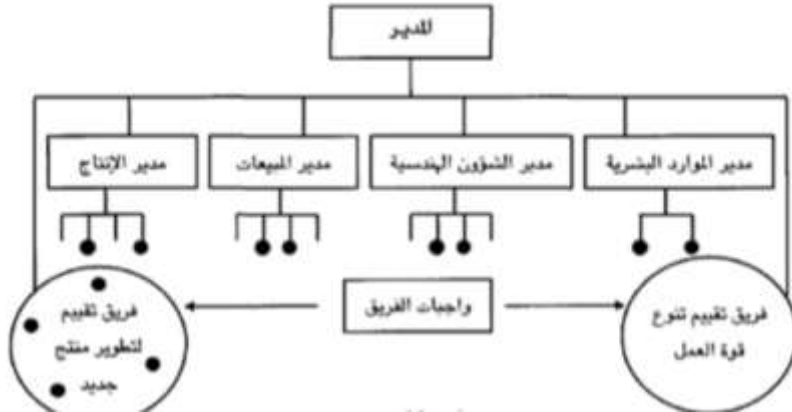 المدير
مدير الموارد البشرية
مدير الشؤون الهندسية
مدير المبيعات
مدير الإنتاج
واجبات الفريق
فريق تقييم تنوع
قوة العمل
فريق تقييم
لتطوير منتج
جديد